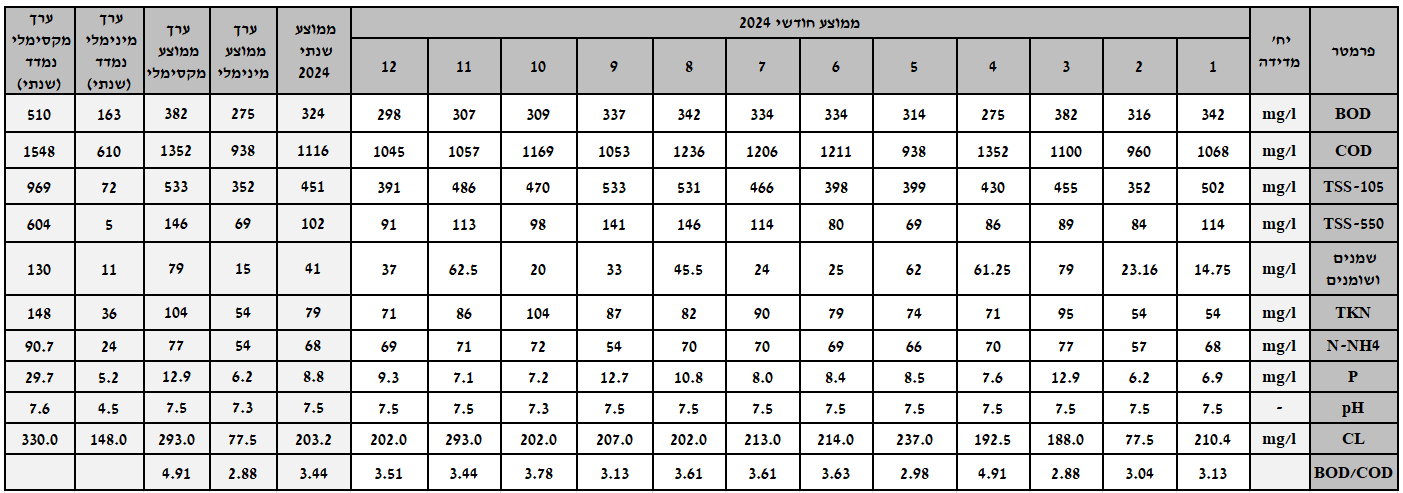 פרמטר יח' מדידה ממוצע חודשי 2024 ממוצע שנתי 2024 ערך ממוצע מינימלי ערך ממוצע מקסימלי ערך מינימלי נמדד (שנתי) ערך מקסימלי נמדד (שנתי)
1 2 3 4 5 6 7 8 9 10 11 12
BOD mg/l 342 316 382 275 314 334 334 342 337 309 307 298 324 275 382 163 510
COD mg/l 1068 960 1100 1352 938 1211 1206 1236 1053 1169 1057 1045 1116 938 1352 610 1548
TSS-105 mg/l 502 352 455 430 399 398 466 531 533 470 486 391 451 352 533 72 969
TSS-550 mg/l 114 84 89 86 69 80 114 146 141 98 113 91 102 69 146 5 604
שמנים ושומנים mg/l 14.75 23.16 79 61.25 62 25 24 45.5 33 20 62.5 37 41 15 79 11 130
TKN mg/l 54 54 95 71 74 79 90 82 87 104 86 71 79 54 104 36 148
N-NH4 mg/l 68 57 77 70 66 69 70 70 54 72 71 69 68 54 77 24 90.7
P mg/l 6.9 6.2 12.9 7.6 8.5 8.4 8.0 10.8 12.7 7.2 7.1 9.3 8.8 6.2 12.9 5.2 29.7
pH - 7.5 7.5 7.5 7.5 7.5 7.5 7.5 7.5 7.5 7.3 7.5 7.5 7.5 7.3 7.5 4.5 7.6
CL mg/l 210.4 77.5 188.0 192.5 237.0 214.0 213.0 202.0 207.0 202.0 293.0 202.0 203.2 77.5 293.0 148.0 330.0
BOD/COD 3.13 3.04 2.88 4.91 2.98 3.63 3.61 3.61 3.13 3.78 3.44 3.51 3.44 2.88 4.91